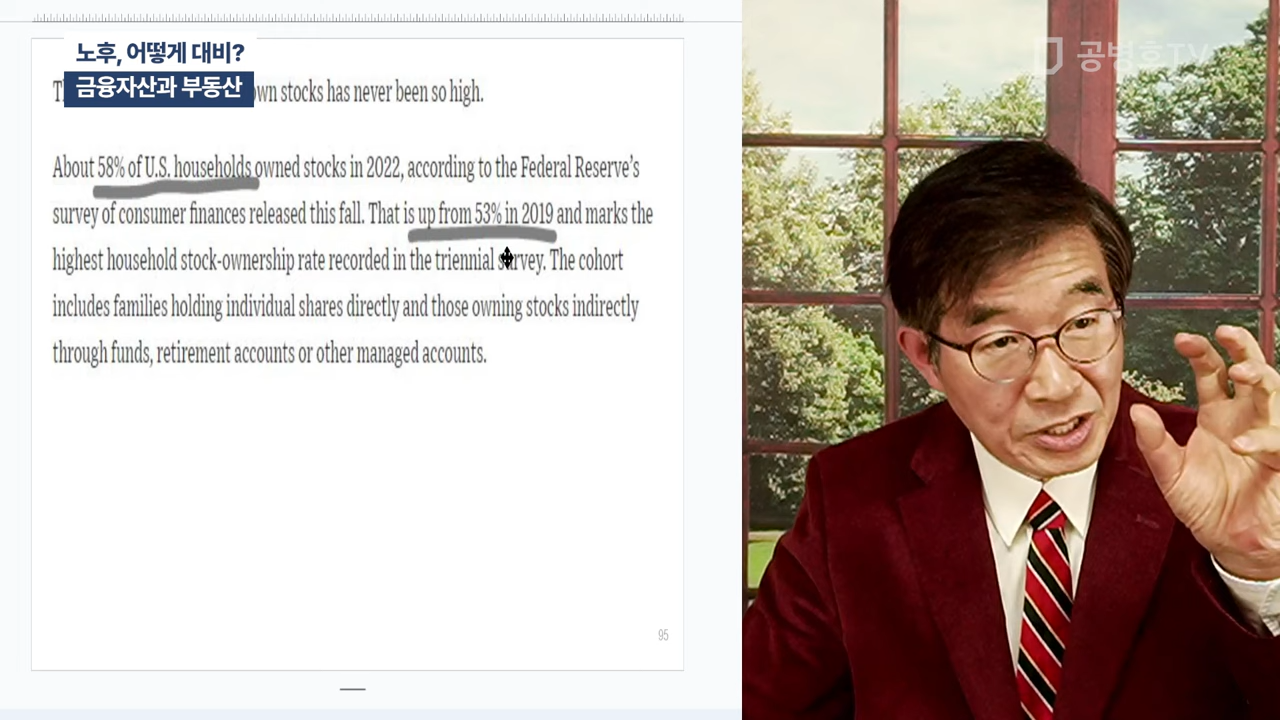 노후, 어떻게 대비?
금융자산과 부동산
own stocks has never been so high.
About 58% of U.S. households owned stocks in 2022, according to the Federal Reserve's
survey of consumer finances released this fall. That is up from 53% in 2019 and marks the
highest household stock-ownership rate recorded in the triennial survey. The cohort
includes families holding individual shares directly and those owning stocks indirectly
through funds, retirement accounts or other managed accounts.
95
공병호TV